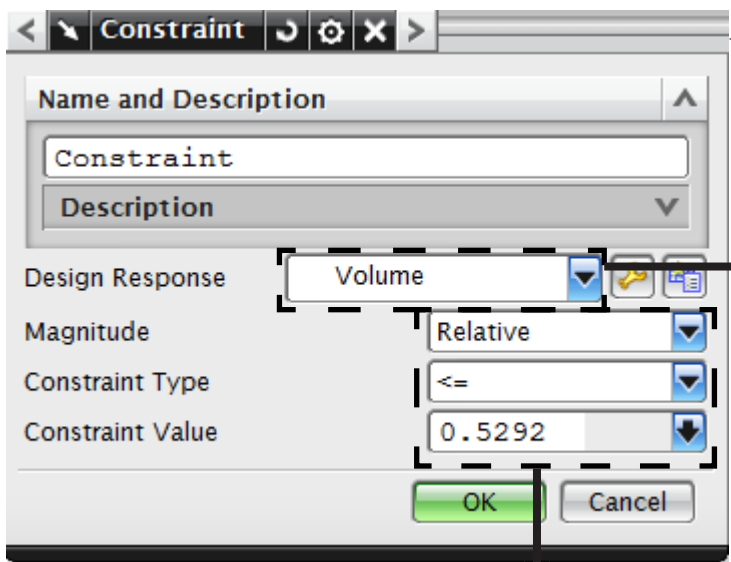 Constraint
Name and Description
Constraint
Description
Design Response Volume
Magnitude Relative
Constraint Type <=
Constraint Value 0.5292
OK Cancel